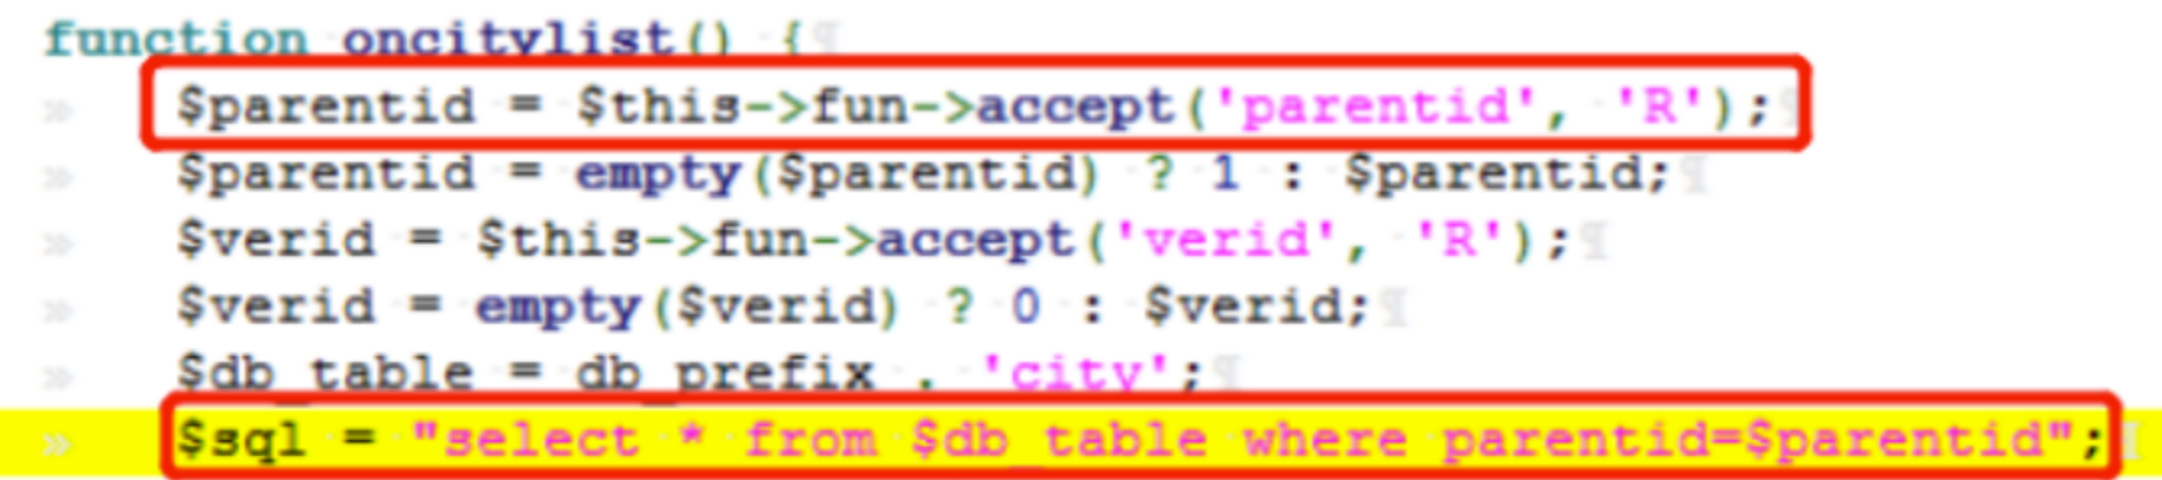 function oncitylist() {
$parentid = $this->fun->accept('parentid', 'R');
$parentid = empty($parentid) ? 1 : $parentid;
$verid = $this->fun->accept('verid', 'R');
$verid = empty($verid) ? 0 : $verid;
$db_table = db_prefix . 'city';
$sql = "select * from $db_table where parentid=$parentid";